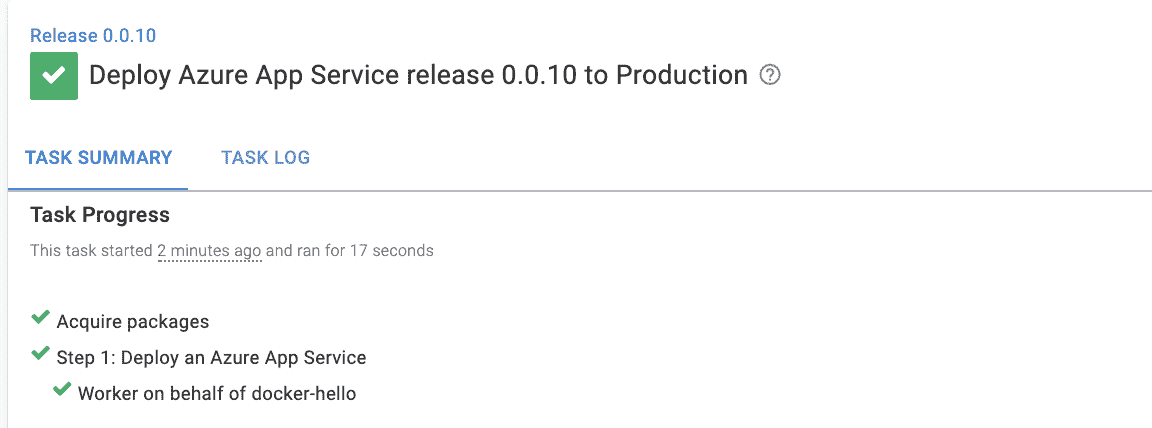 Release 0.0.10
Deploy Azure App Service release 0.0.10 to Production ?
TASK SUMMARY TASK LOG
Task Progress
This task started 2 minutes ago and ran for 17 seconds
Acquire packages
Step 1: Deploy an Azure App Service
Worker on behalf of docker-hello